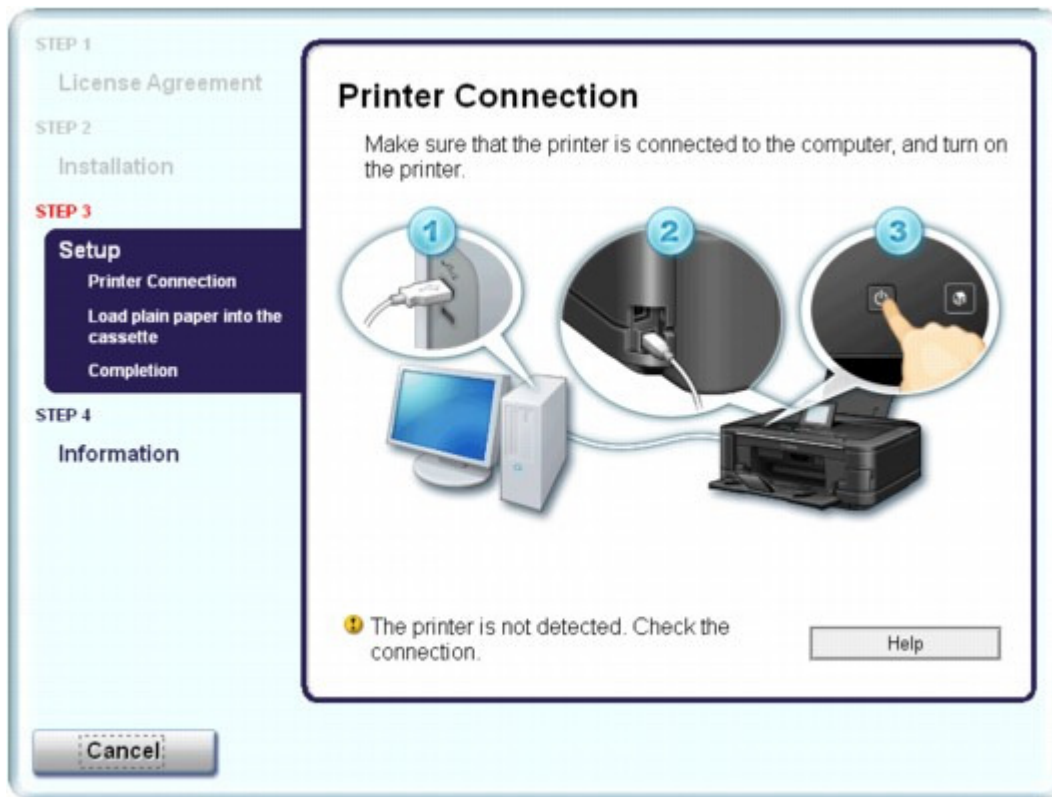 STEP 1
License Agreement
STEP 2
Installation
STEP 3
Setup
Printer Connection
Load plain paper into the
cassette
Completion
STEP 4
Information
Printer Connection
Make sure that the printer is connected to the computer, and turn on
the printer.
1
2
3
The printer is not detected. Check the
connection.
Help
Cancel